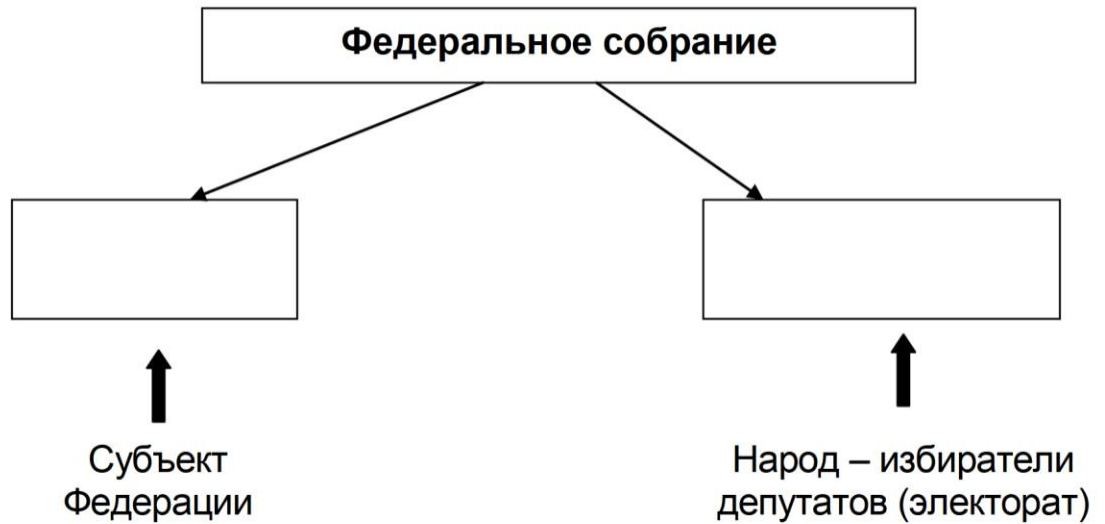 Федеральное собрание
Субъект
Федерации
Народ – избиратели
депутатов (электорат)